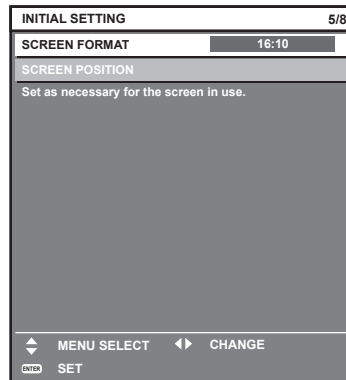 INITIAL SETTING 5/8
SCREEN FORMAT 16:10
SCREEN POSITION
Set as necessary for the screen in use.
MENU SELECT CHANGE
ENTER SET